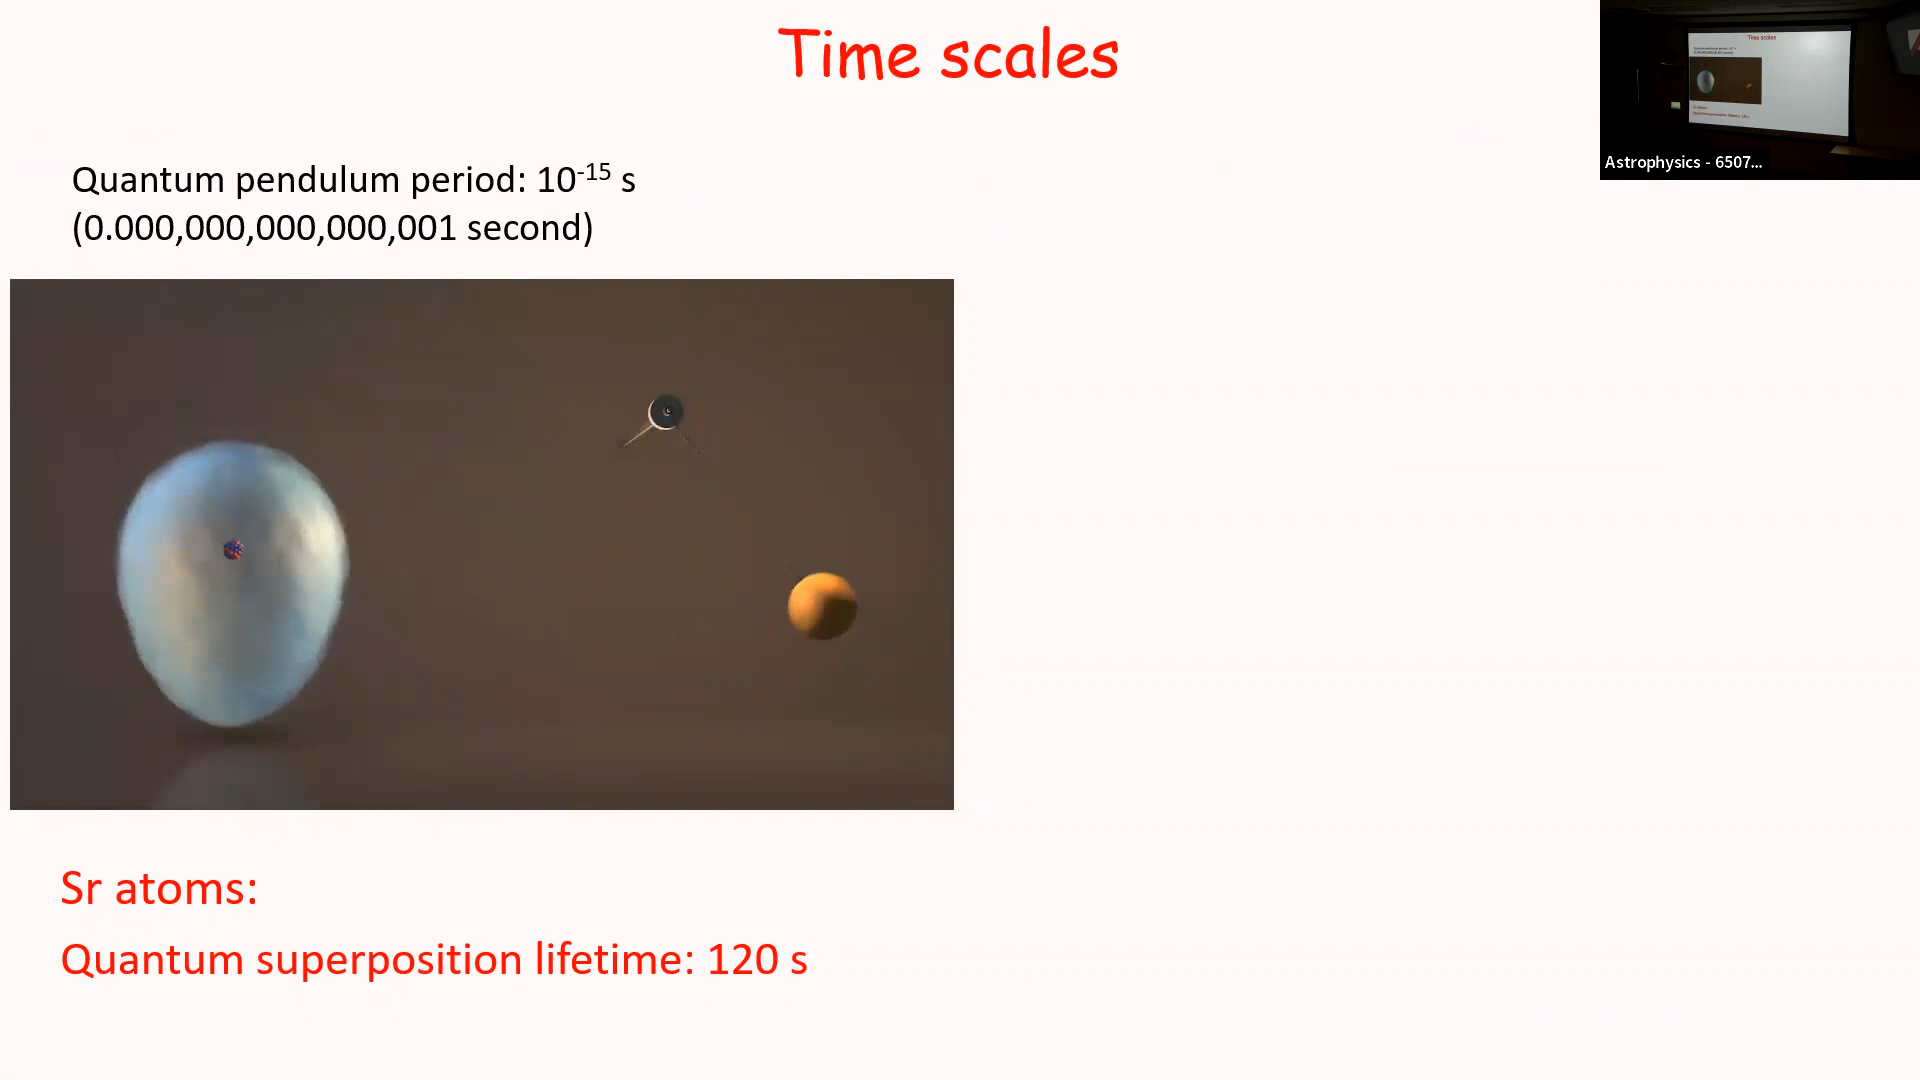 Time scales
Astrophysics - 6507...
Quantum pendulum period: 10⁻¹⁵ s
(0.000,000,000,000,001 second)
Sr atoms:
Quantum superposition lifetime: 120 s